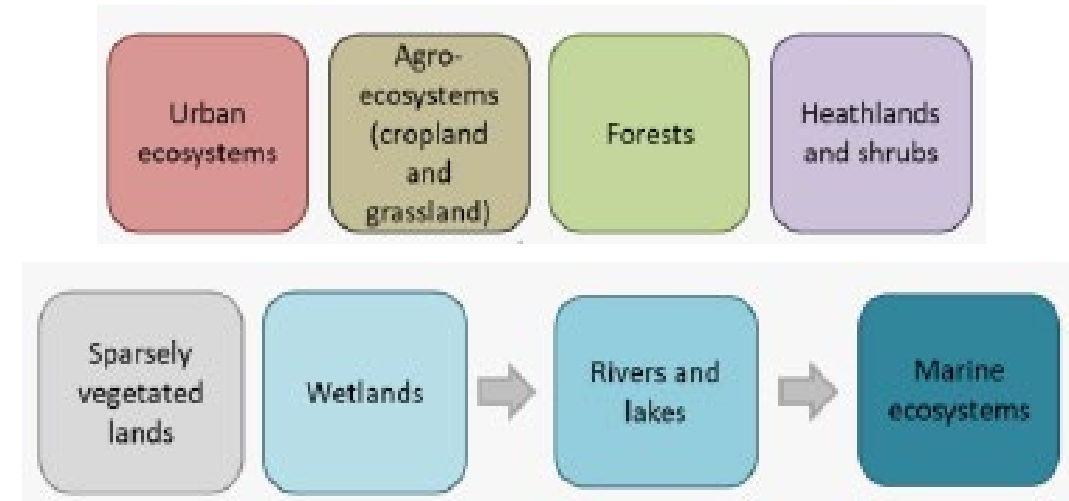 Urban
ecosystems
Agro-
ecosystems
(cropland
and
grassland)
Forests
Heathlands
and shrubs
Sparsely
vegetated
lands
Wetlands
Rivers and
lakes
Marine
ecosystems